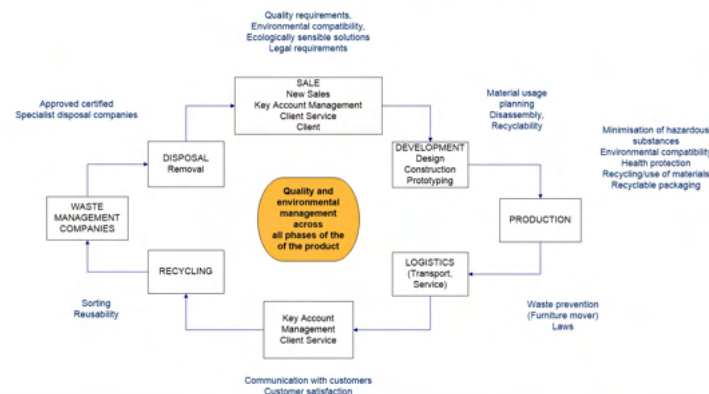 Quality requirements,
Environmental compatibility,
Ecologically sensible solutions
Legal requirements
SALE
New Sales
Key Account Management
Client Service
Client
Approved certified
Specialist disposal companies
Material usage
planning
Disassembly,
Recyclability
Minimisation of hazardous
substances
Environmental compatibility
Health protection
Recycling/use of materials
Recyclable packaging
DISPOSAL
Removal
DEVELOPMENT
Design
Construction
Prototyping
Quality and
environmental
management
across
all phases of the
of the product
WASTE
MANAGEMENT
COMPANIES
PRODUCTION
RECYCLING
LOGISTICS
(Transport,
Service)
Sorting
Reusability
Key Account
Management
Client Service
Waste prevention
(Furniture mover)
Laws
Communication with customers
Customer satisfaction